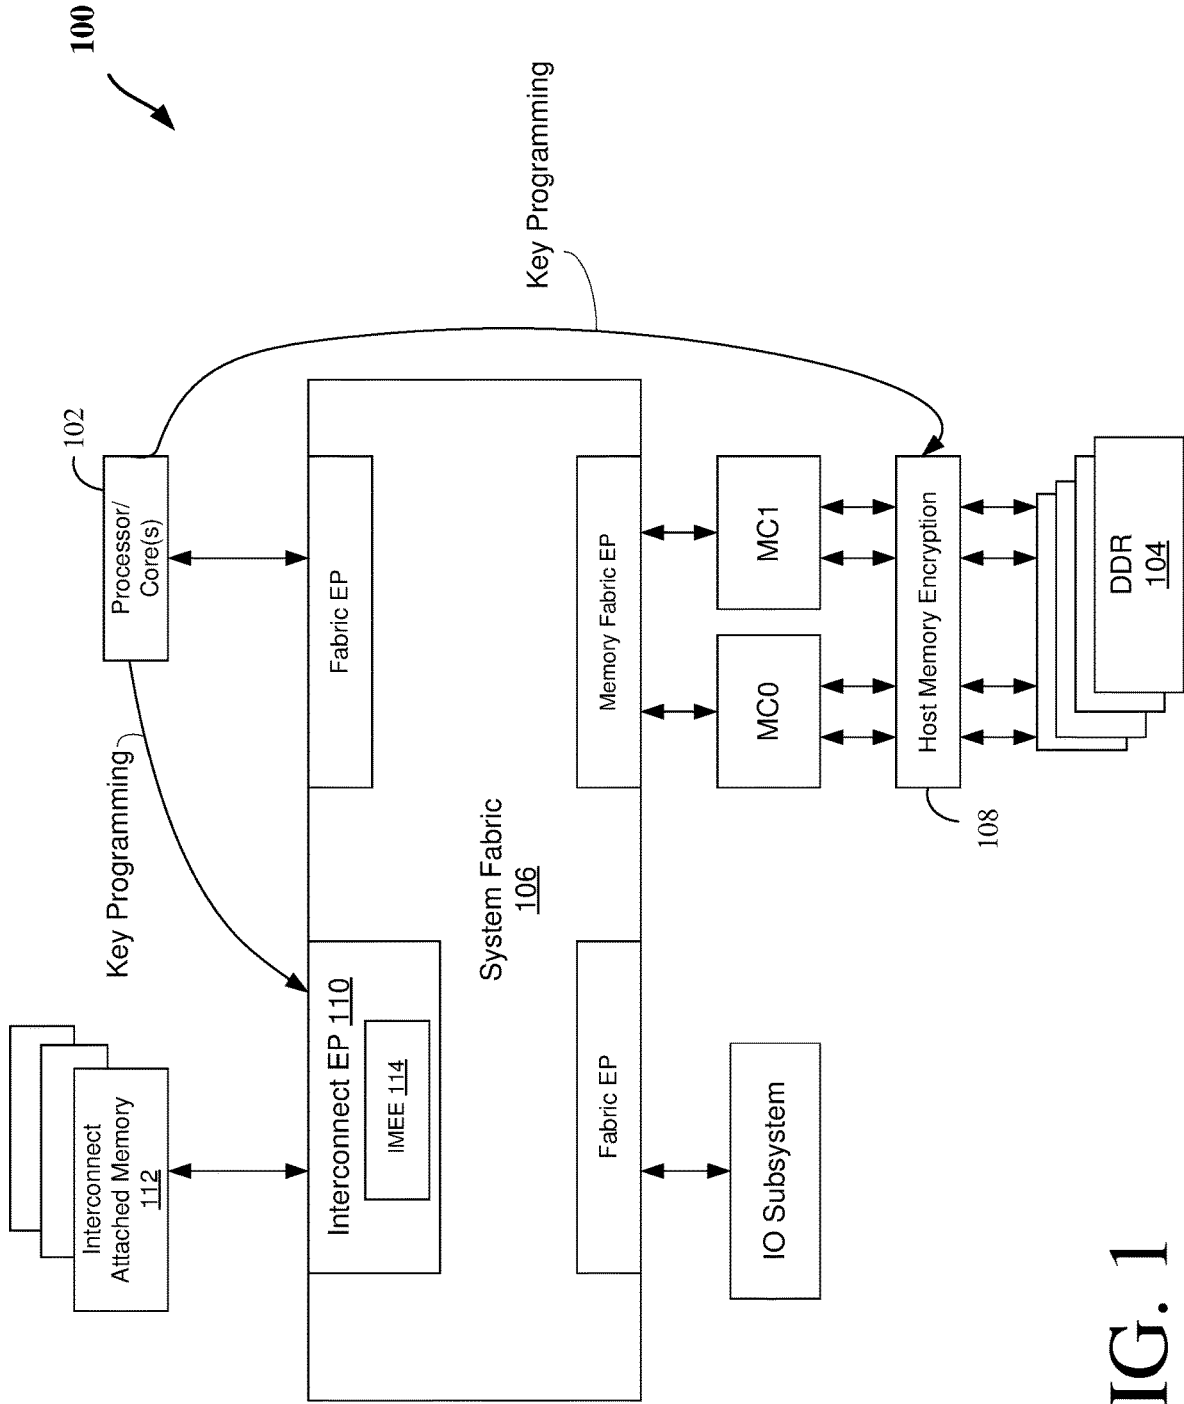 100
Interconnect
Attached Memory
112
Key Programming
Processor/
Core(s)
102
Key Programming
Interconnect EP 110
IMEE 114
Fabric EP
System Fabric
106
Fabric EP
Memory Fabric EP
IO Subsystem
MC0
MC1
Host Memory Encryption
108
DDR
104
IG. 1